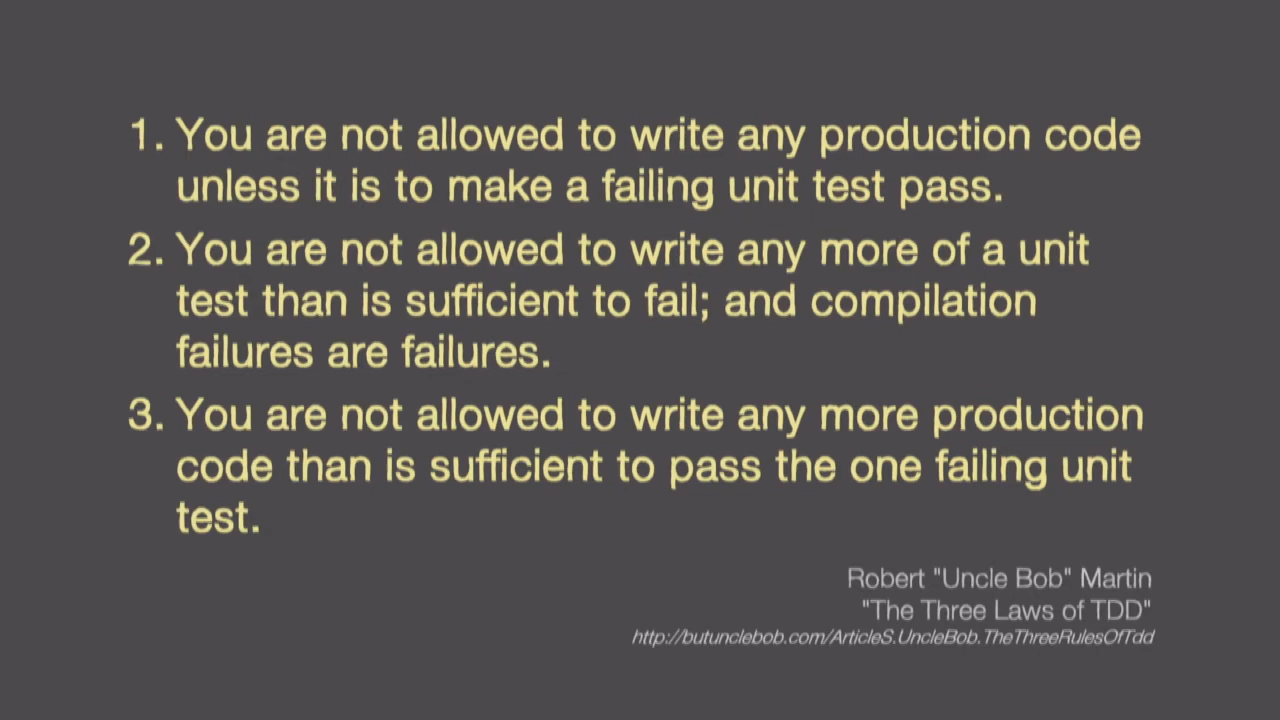 1. You are not allowed to write any production code
unless it is to make a failing unit test pass.
2. You are not allowed to write any more of a unit
test than is sufficient to fail; and compilation
failures are failures.
3. You are not allowed to write any more production
code than is sufficient to pass the one failing unit
test.
Robert "Uncle Bob" Martin
"The Three Laws of TDD"
http://butunclebob.com/ArticleS.UncleBob.TheThreeRulesOfTdd